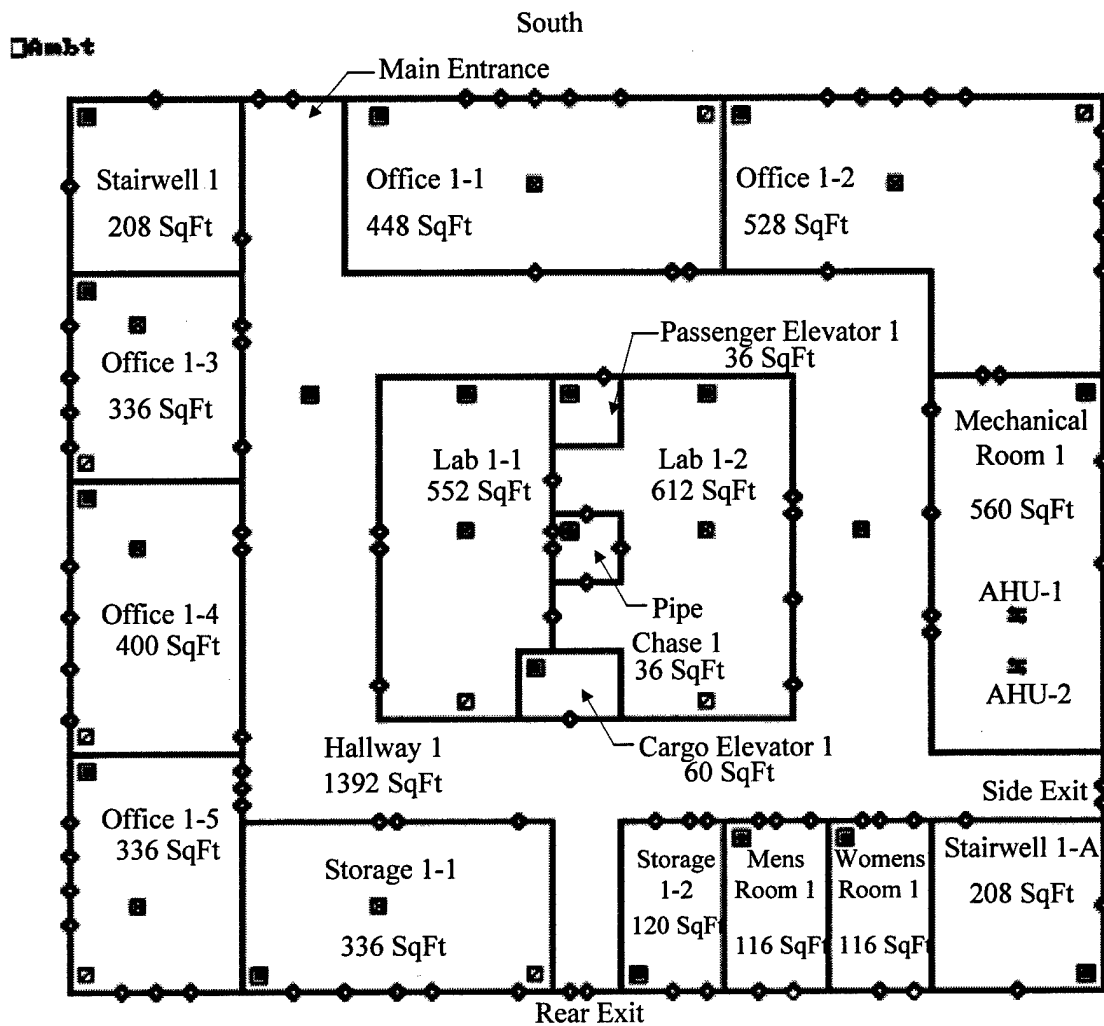 South
Ambt
Main Entrance
Stairwell 1
208 SqFt
Office 1-1
448 SqFt
Office 1-2
528 SqFt
Passenger Elevator 1
36 SqFt
Office 1-3
336 SqFt
Lab 1-1
552 SqFt
Lab 1-2
612 SqFt
Mechanical
Room 1
560 SqFt
AHU-1
AHU-2
Office 1-4
400 SqFt
Pipe
Chase 1
36 SqFt
Hallway 1
1392 SqFt
Cargo Elevator 1
60 SqFt
Side Exit
Office 1-5
336 SqFt
Storage 1-1
336 SqFt
Storage
1-2
120 SqFt
Mens
Room 1
116 SqFt
Womens
Room 1
116 SqFt
Stairwell 1-A
208 SqFt
Rear Exit